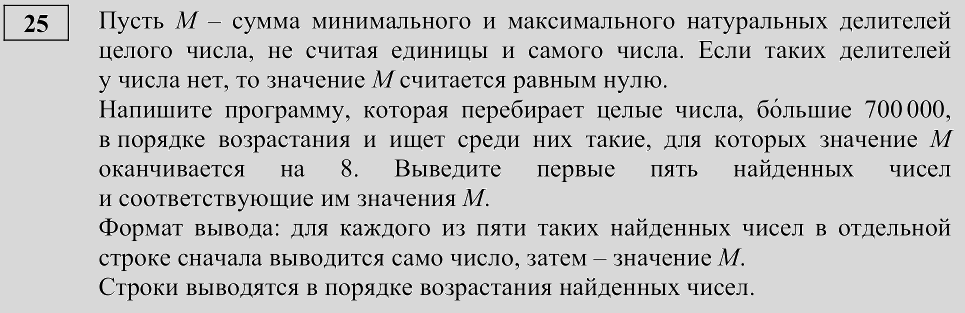 25
Пусть M – сумма минимального и максимального натуральных делителей
целого числа, не считая единицы и самого числа. Если таких делителей
у числа нет, то значение M считается равным нулю.
Напишите программу, которая перебирает целые числа, бо́льшие 700 000,
в порядке возрастания и ищет среди них такие, для которых значение M
оканчивается на 8. Выведите первые пять найденных чисел
и соответствующие им значения M.
Формат вывода: для каждого из пяти таких найденных чисел в отдельной
строке сначала выводится само число, затем – значение M.
Строки выводятся в порядке возрастания найденных чисел.